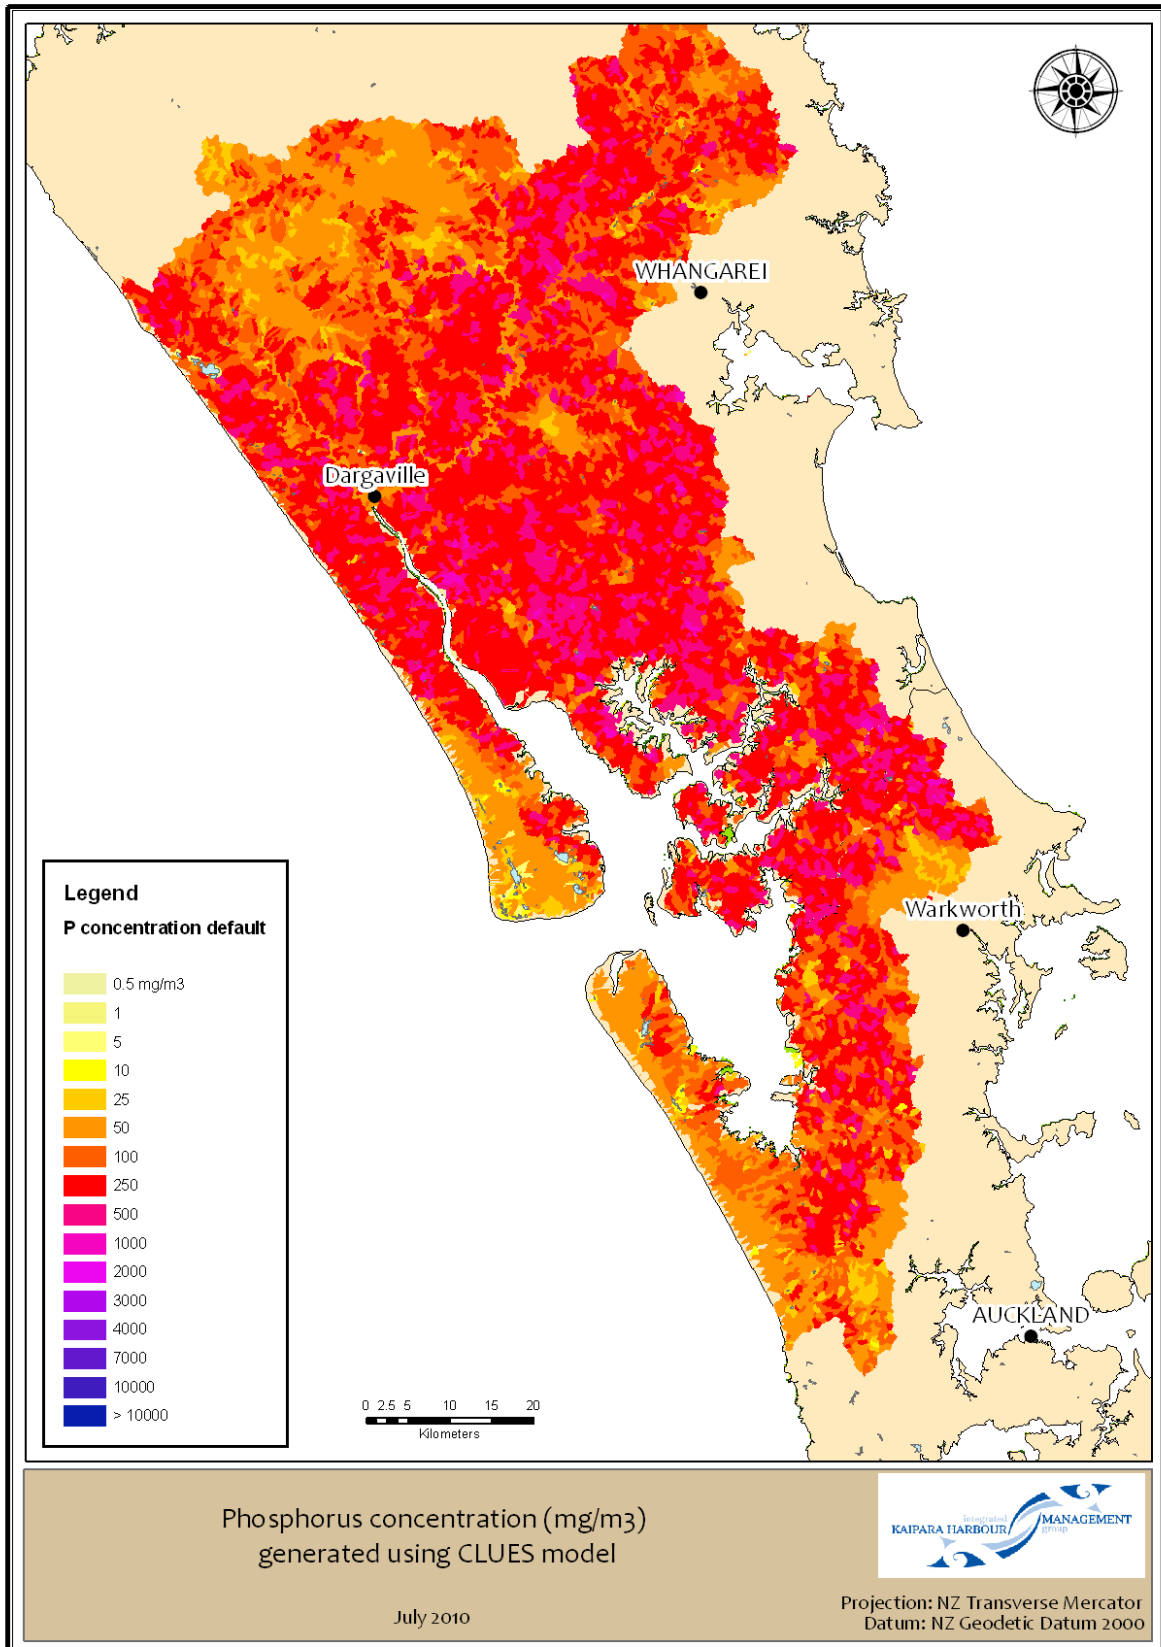 WHANGAREI
Dargaville
Warkworth
AUCKLAND
Legend
P concentration default
0.5 mg/m3
1
5
10
25
50
100
250
500
1000
2000
3000
4000
7000
10000
> 10000
0 2.5 5 10 15 20
Kilometers
Phosphorus concentration (mg/m3)
generated using CLUES model
July 2010
integrated
KAIPARA HARBOUR MANAGEMENT
group
Projection: NZ Transverse Mercator
Datum: NZ Geodetic Datum 2000